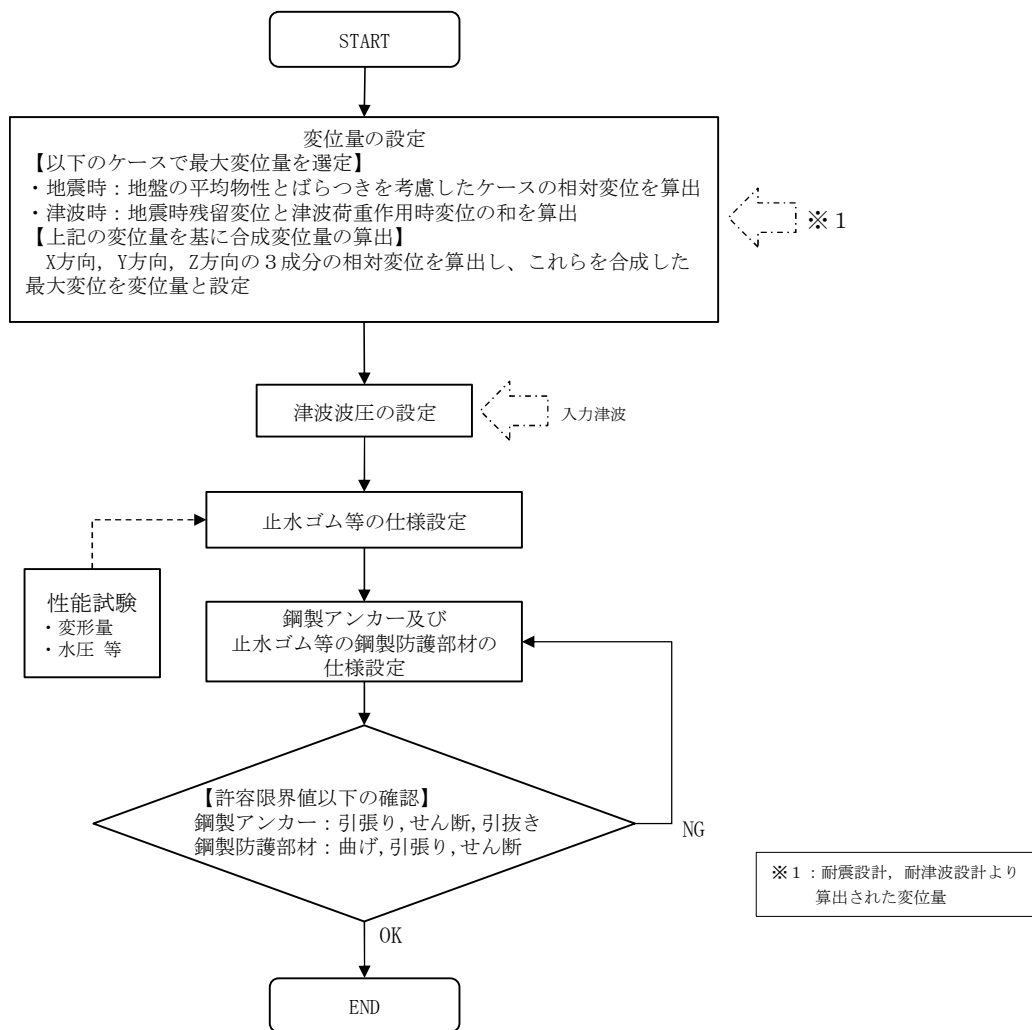 START
変位量の設定
【以下のケースで最大変位量を選定】
・地震時：地盤の平均物性とばらつきを考慮したケースの相対変位を算出
・津波時：地震時残留変位と津波荷重作用時変位の和を算出
【上記の変位量を基に合成変位量の算出】
X方向，Y方向，Z方向の３成分の相対変位を算出し、これらを合成した
最大変位を変位量と設定
※１
津波波圧の設定
入力津波
止水ゴム等の仕様設定
性能試験
・変形量
・水圧 等
鋼製アンカー及び
止水ゴム等の鋼製防護部材の
仕様設定
【許容限界値以下の確認】
鋼製アンカー：引張り,せん断,引抜き
鋼製防護部材：曲げ,引張り,せん断
NG
OK
END
※１：耐震設計，耐津波設計より
算出された変位量